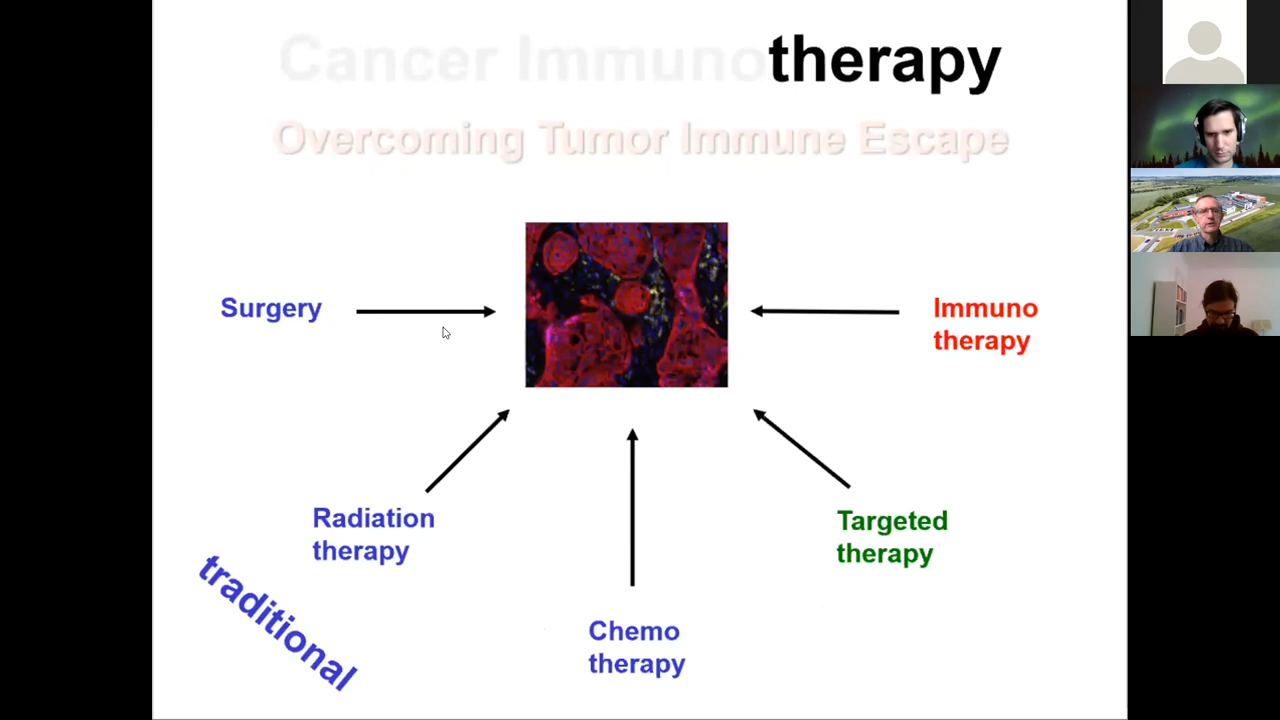 Cancer Immunotherapy
Overcoming Tumor Immune Escape
Surgery
Immuno
therapy
Radiation
therapy
Targeted
therapy
traditional
Chemo
therapy